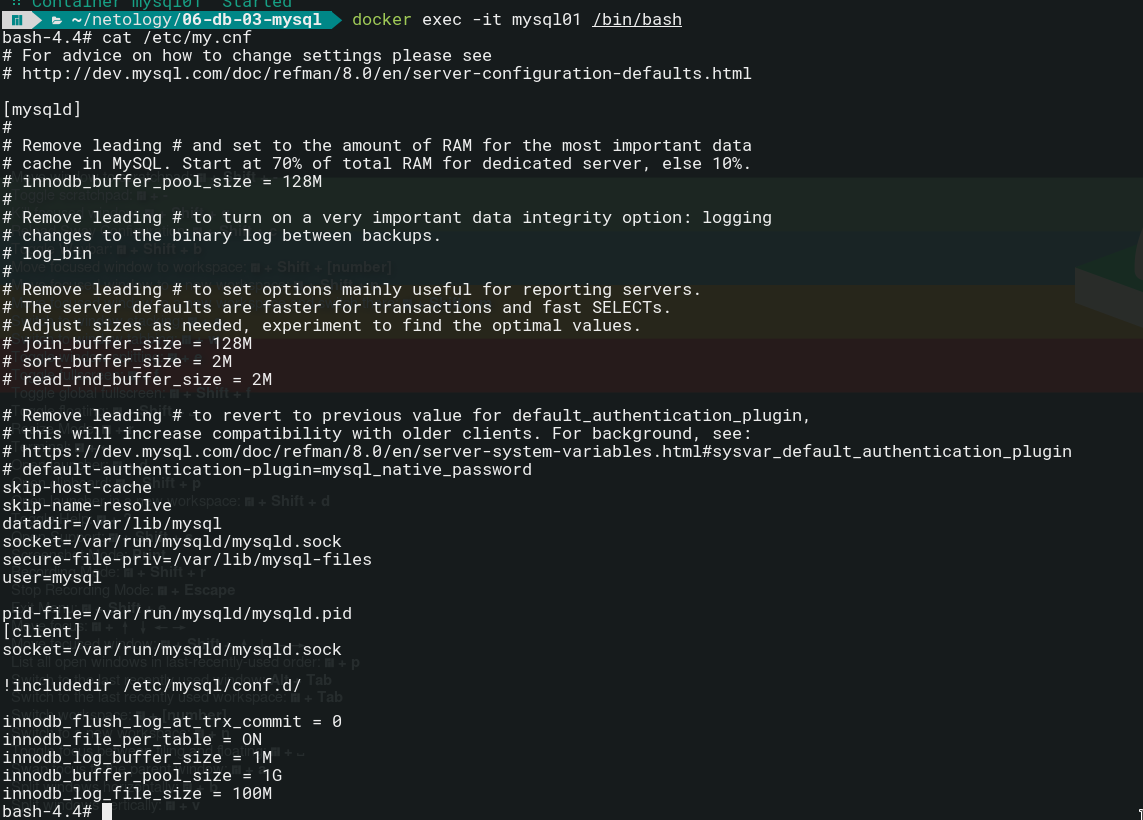 :: Container mysql01  Started
~/netology/06-db-03-mysql docker exec -it mysql01 /bin/bash
bash-4.4# cat /etc/my.cnf
# For advice on how to change settings please see
# http://dev.mysql.com/doc/refman/8.0/en/server-configuration-defaults.html
[mysqld]
#
# Remove leading # and set to the amount of RAM for the most important data
# cache in MySQL. Start at 70% of total RAM for dedicated server, else 10%.
# innodb_buffer_pool_size = 128M
#
# Remove leading # to turn on a very important data integrity option: logging
# changes to the binary log between backups.
# log_bin
#
# Remove leading # to set options mainly useful for reporting servers.
# The server defaults are faster for transactions and fast SELECTs.
# Adjust sizes as needed, experiment to find the optimal values.
# join_buffer_size = 128M
# sort_buffer_size = 2M
# read_rnd_buffer_size = 2M
# Remove leading # to revert to previous value for default_authentication_plugin,
# this will increase compatibility with older clients. For background, see:
# https://dev.mysql.com/doc/refman/8.0/en/server-system-variables.html#sysvar_default_authentication_plugin
# default-authentication-plugin=mysql_native_password
skip-host-cache
skip-name-resolve
datadir=/var/lib/mysql
socket=/var/run/mysqld/mysqld.sock
secure-file-priv=/var/lib/mysql-files
user=mysql
pid-file=/var/run/mysqld/mysqld.pid
[client]
socket=/var/run/mysqld/mysqld.sock
!includedir /etc/mysql/conf.d/
innodb_flush_log_at_trx_commit = 0
innodb_file_per_table = ON
innodb_log_buffer_size = 1M
innodb_buffer_pool_size = 1G
innodb_log_file_size = 100M
bash-4.4#